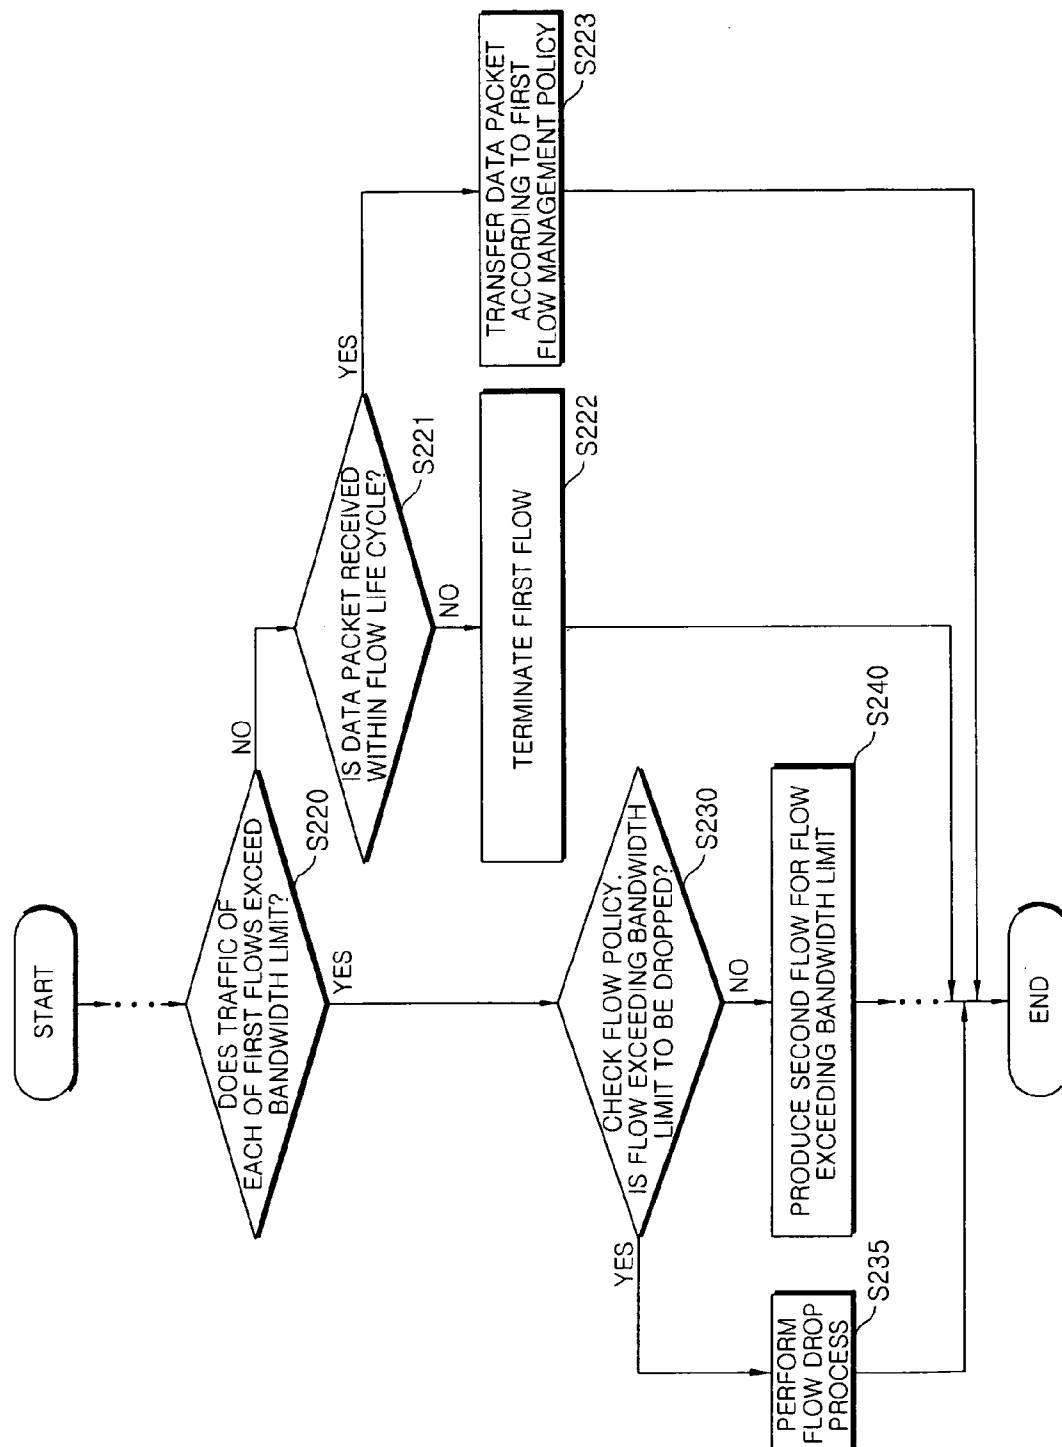 START
DOES TRAFFIC OF
EACH OF FIRST FLOWS EXCEED
BANDWIDTH LIMIT?
S220
NO
YES
IS DATA PACKET RECEIVED
WITHIN FLOW LIFE CYCLE?
S221
YES
NO
TRANSFER DATA PACKET
ACCORDING TO FIRST
FLOW MANAGEMENT POLICY
S223
TERMINATE FIRST FLOW
S222
CHECK FLOW POLICY.
IS FLOW EXCEEDING BANDWIDTH
LIMIT TO BE DROPPED?
S230
YES
NO
PERFORM
FLOW DROP
PROCESS
S235
PRODUCE SECOND FLOW FOR FLOW
EXCEEDING BANDWIDTH LIMIT
S240
END